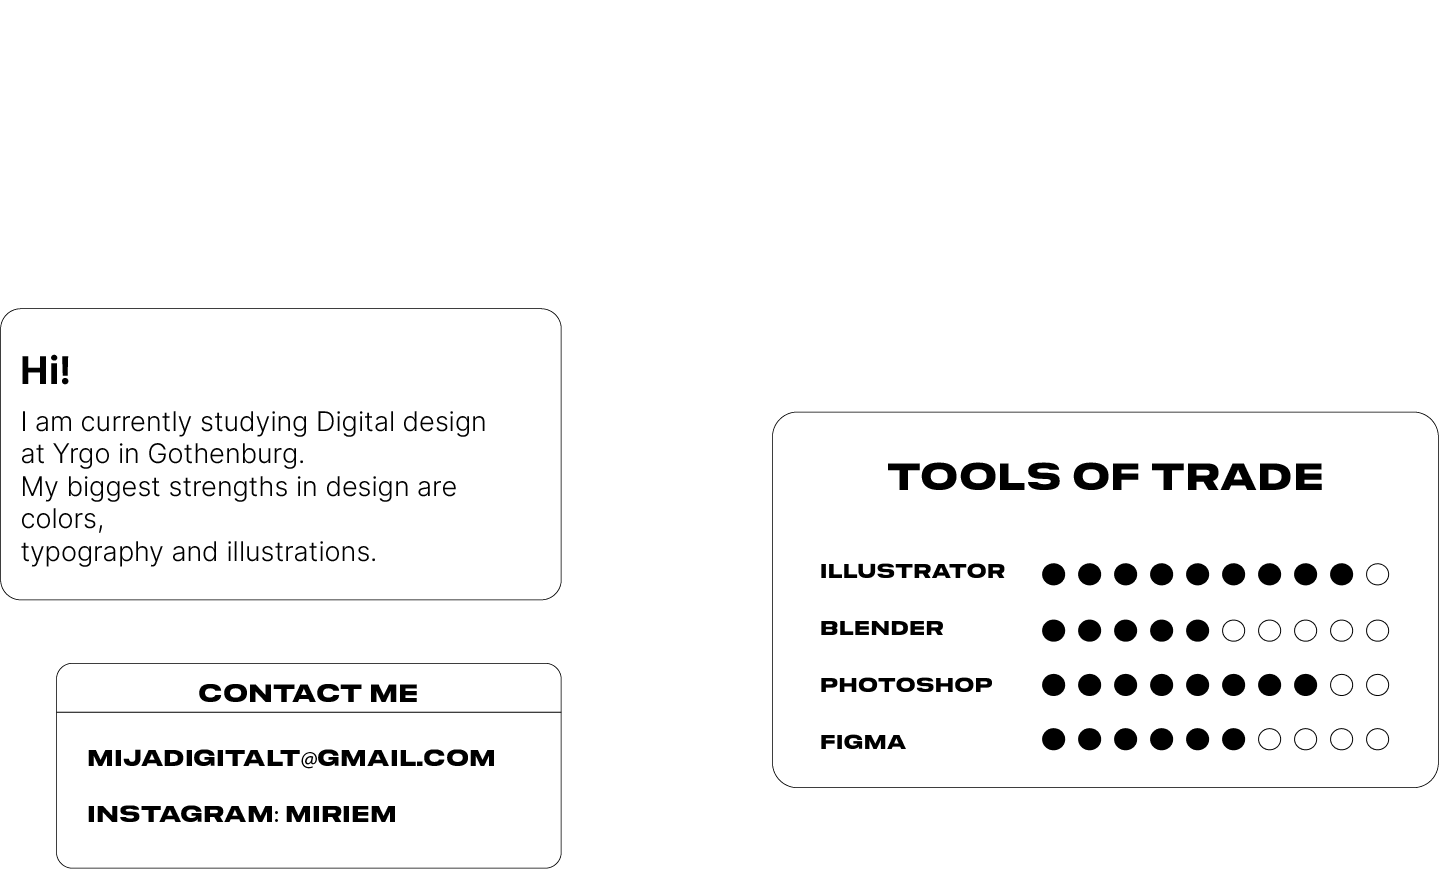 Hi!
I am currently studying Digital design
at Yrgo in Gothenburg.
My biggest strengths in design are
colors,
typography and illustrations.
CONTACT ME
MIJADIGITALT@GMAIL.COM
INSTAGRAM: MIRIEM
TOOLS OF TRADE
ILLUSTRATOR
BLENDER
PHOTOSHOP
FIGMA